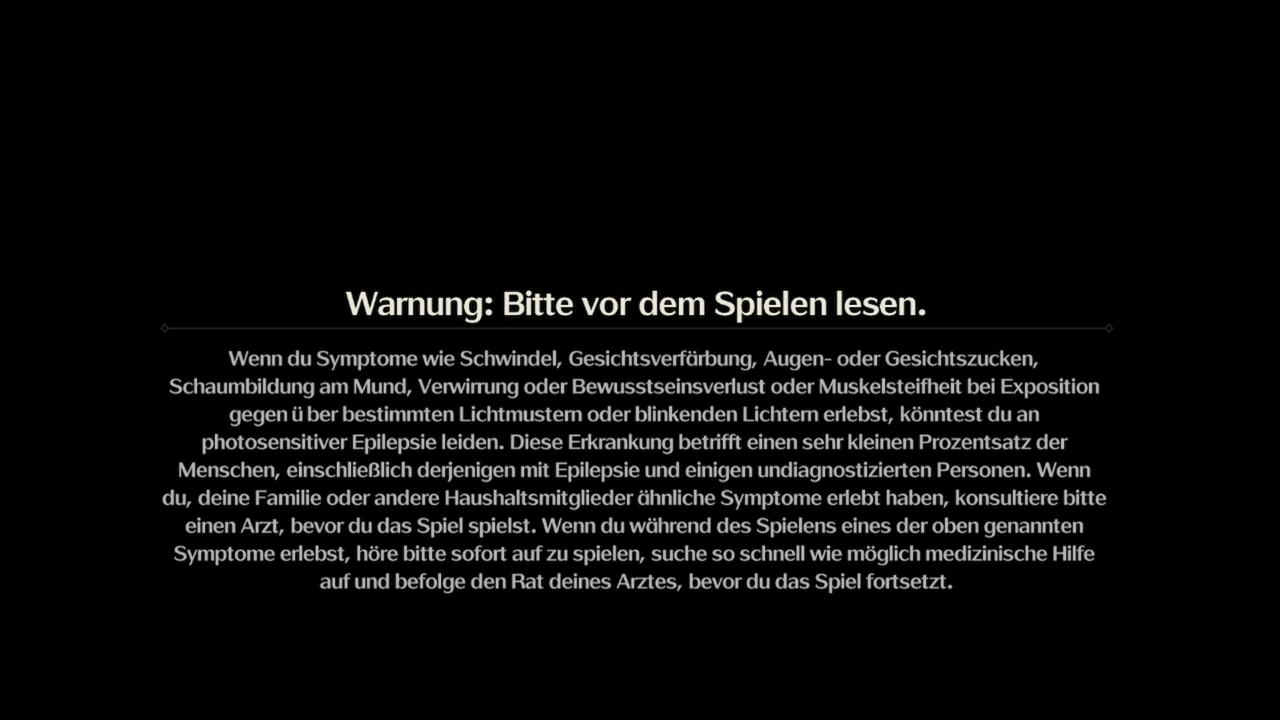 Warnung: Bitte vor dem Spielen lesen.
Wenn du Symptome wie Schwindel, Gesichtsverfärbung, Augen- oder Gesichtszucken,
Schaumbildung am Mund, Verwirrung oder Bewusstseinsverlust oder Muskelsteifheit bei Exposition
gegen ü ber bestimmten Lichtmustern oder blinkenden Lichtern erlebst, könntest du an
photosensitiver Epilepsie leiden. Diese Erkrankung betrifft einen sehr kleinen Prozentsatz der
Menschen, einschließlich derjenigen mit Epilepsie und einigen undiagnostizierten Personen. Wenn
du, deine Familie oder andere Haushaltsmitglieder ähnliche Symptome erlebt haben, konsultiere bitte
einen Arzt, bevor du das Spiel spielst. Wenn du während des Spielens eines der oben genannten
Symptome erlebst, höre bitte sofort auf zu spielen, suche so schnell wie möglich medizinische Hilfe
auf und befolge den Rat deines Arztes, bevor du das Spiel fortsetzt.